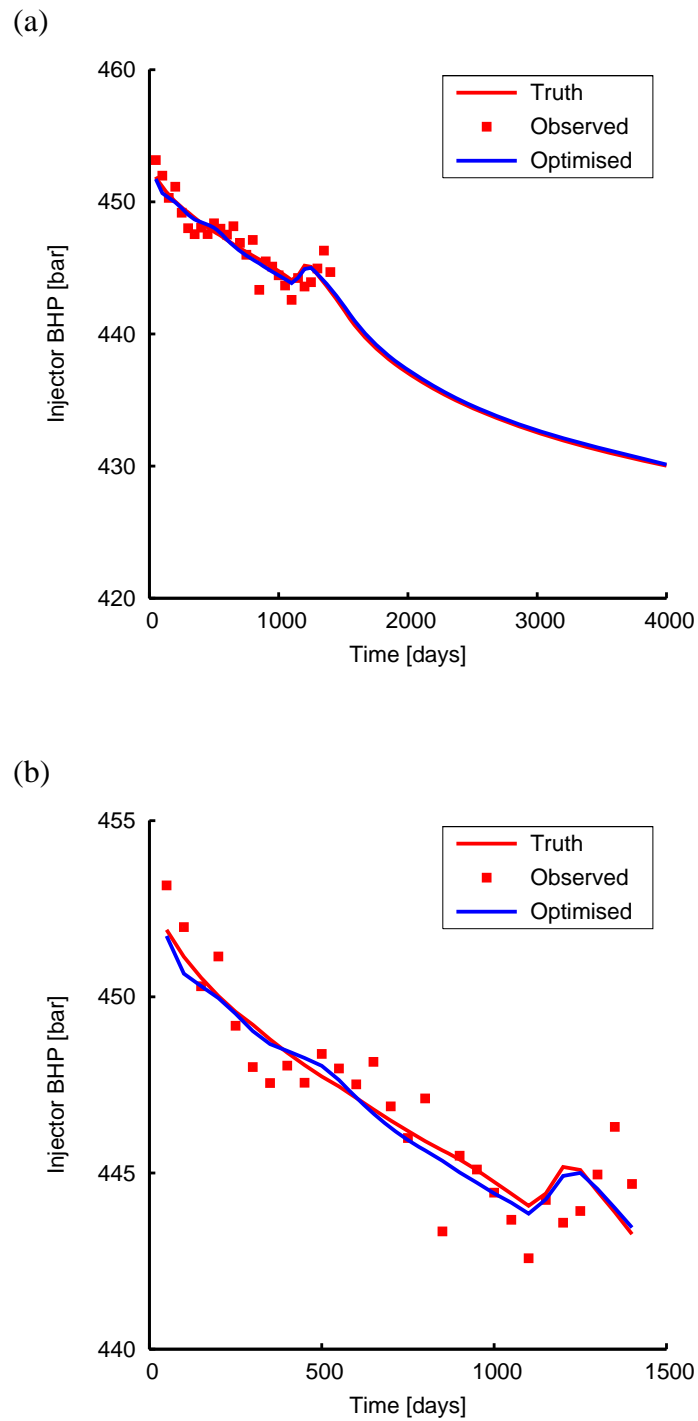 (a)
460
450
440
430
420
0 1000 2000 3000 4000
Injector BHP [bar]
Time [days]
Truth
Observed
Optimised
(b)
455
450
445
440
0 500 1000 1500
Injector BHP [bar]
Time [days]
Truth
Observed
Optimised